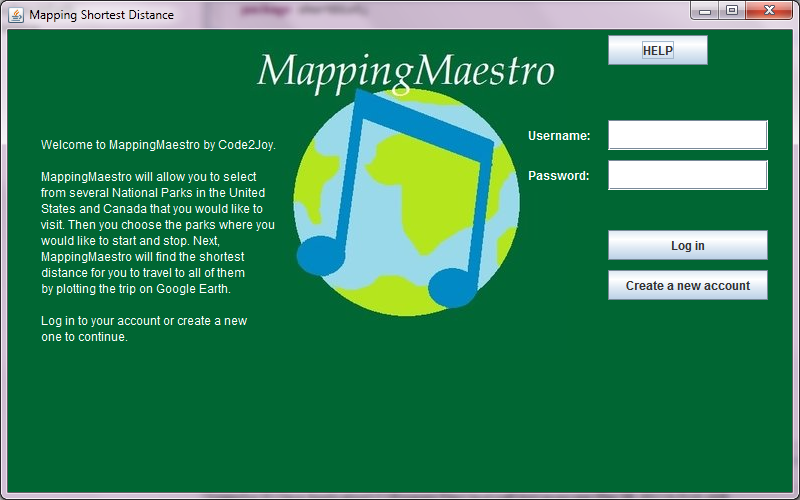 Mapping Shortest Distance
MappingMaestro
HELP
Welcome to MappingMaestro by Code2Joy.
MappingMaestro will allow you to select
from several National Parks in the United
States and Canada that you would like to
visit. Then you choose the parks where you
would like to start and stop. Next,
MappingMaestro will find the shortest
distance for you to travel to all of them
by plotting the trip on Google Earth.
Log in to your account or create a new
one to continue.
Username:
Password:
Log in
Create a new account